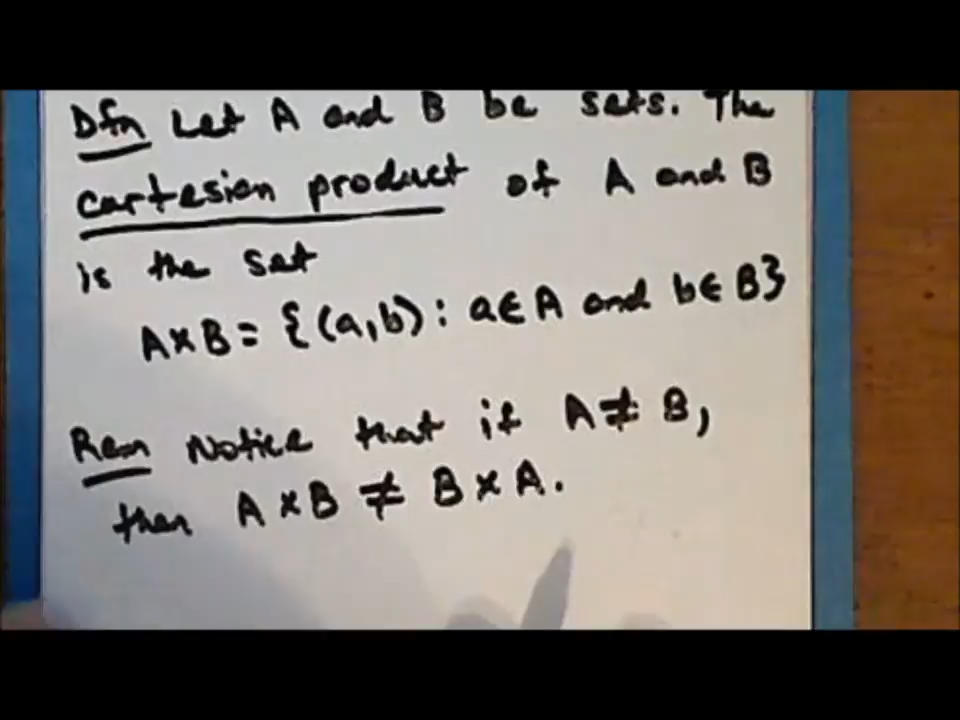 Dfn Let A and B be sets. The
cartesian product of A and B
is the set
A×B = {(a,b): a∈A and b∈B}
Rem Notice that if A≠B,
then A×B ≠ B×A.